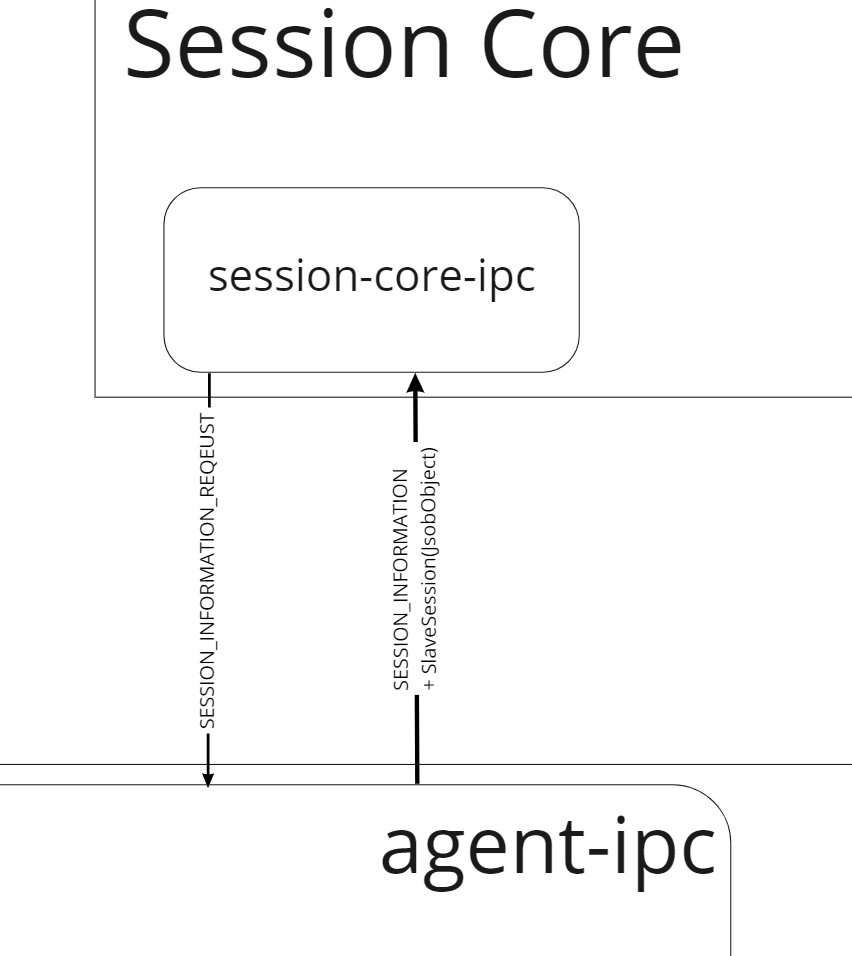 Session Core
session-core-ipc
SESSION_INFORMATION_REQEUST
SESSION_INFORMATION
+ SlaveSession(JsobObject)
agent-ipc